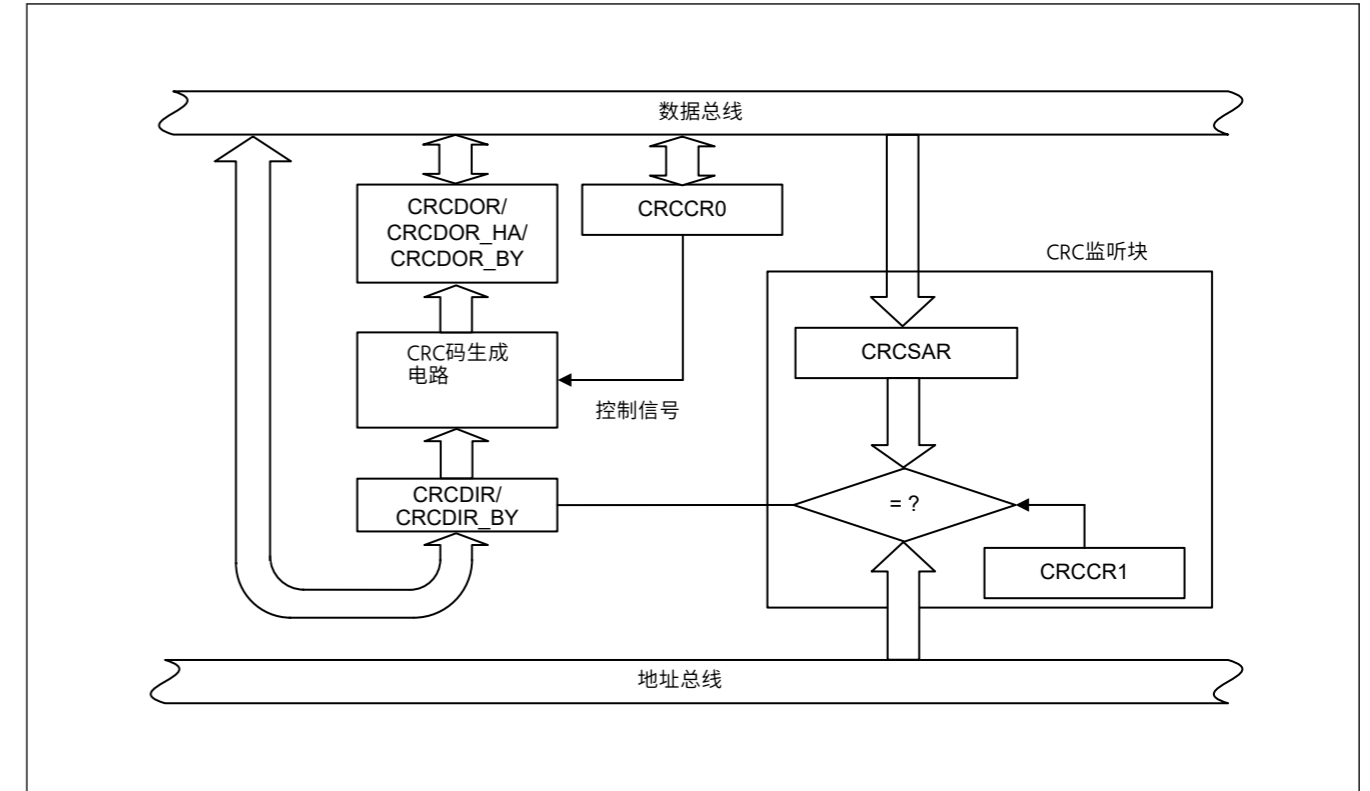 数据总线
CRCDOR/
CRCDOR_HA/
CRCDOR_BY
CRCCR0
CRC监听块
CRCSAR
CRC码生成
电路
控制信号
CRCDIR/
CRCDIR_BY
= ?
CRCCR1
地址总线